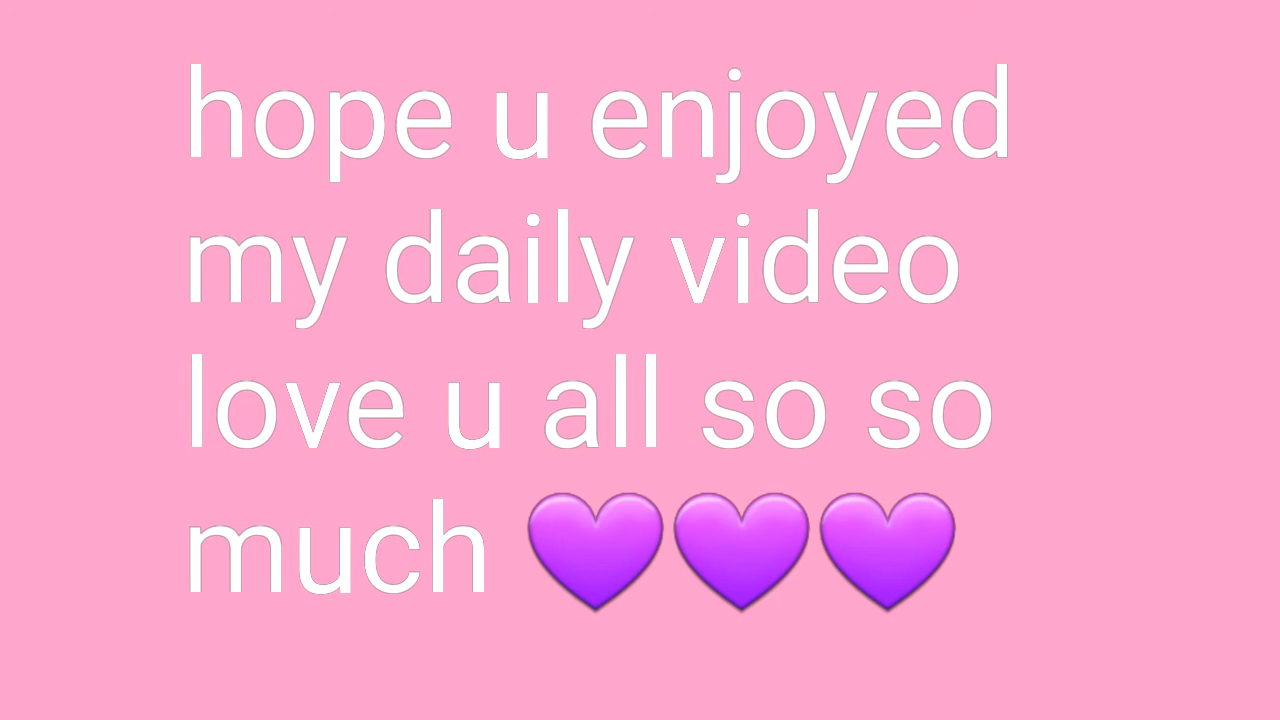 hope u enjoyed
my daily video
love u all so so
much 💜💜💜